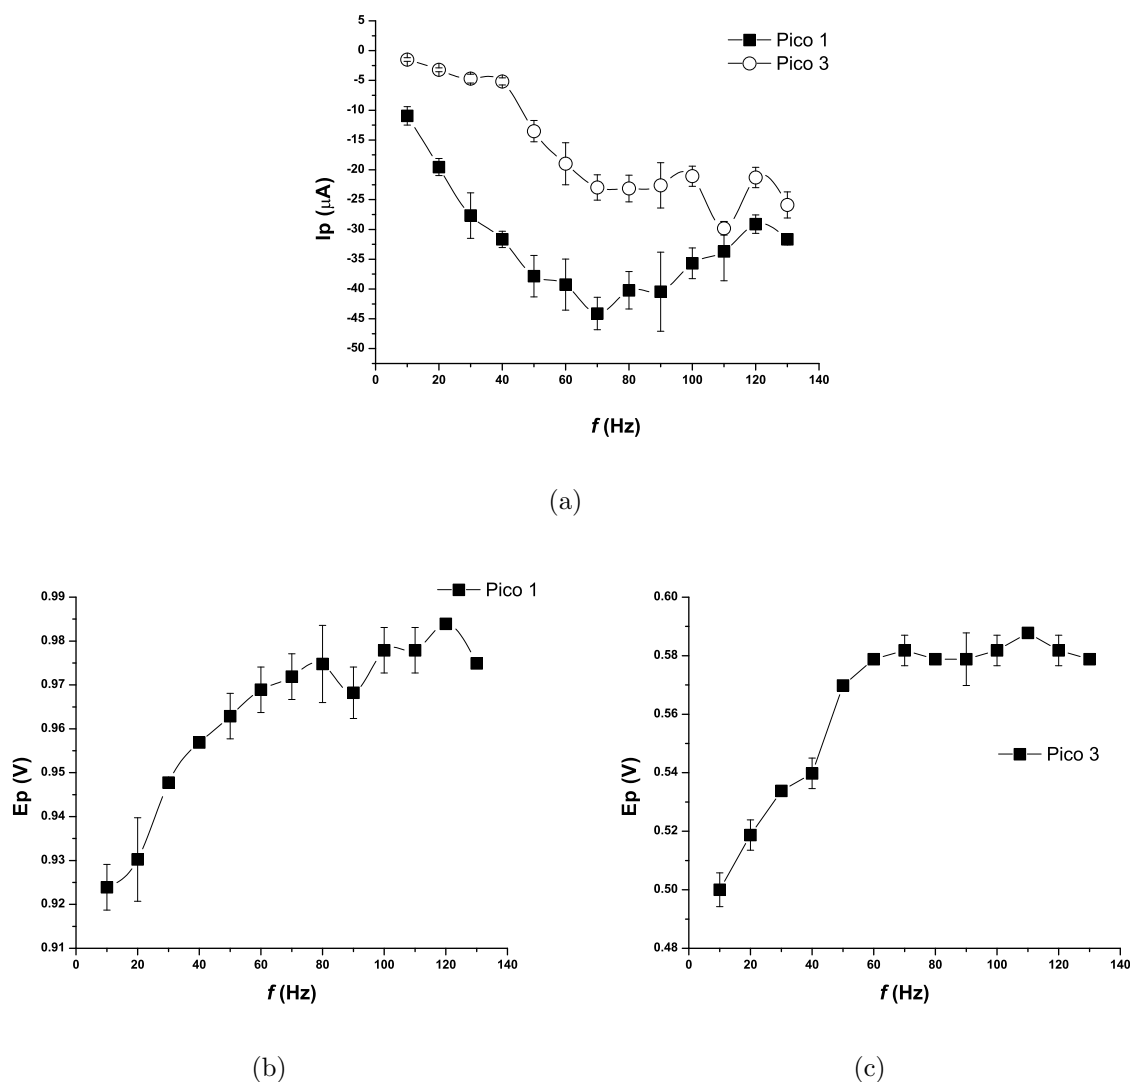 5
0
-5
-10
-15
-20
-25
-30
-35
-40
-45
-50
Ip (μA)
0 20 40 60 80 100 120 140
f (Hz)
Pico 1
Pico 3
(a)
0.99
0.98
0.97
0.96
0.95
0.94
0.93
0.92
0.91
Ep (V)
0 20 40 60 80 100 120 140
f (Hz)
Pico 1
(b)
0.60
0.58
0.56
0.54
0.52
0.50
0.48
Ep (V)
0 20 40 60 80 100 120 140
f (Hz)
Pico 3
(c)